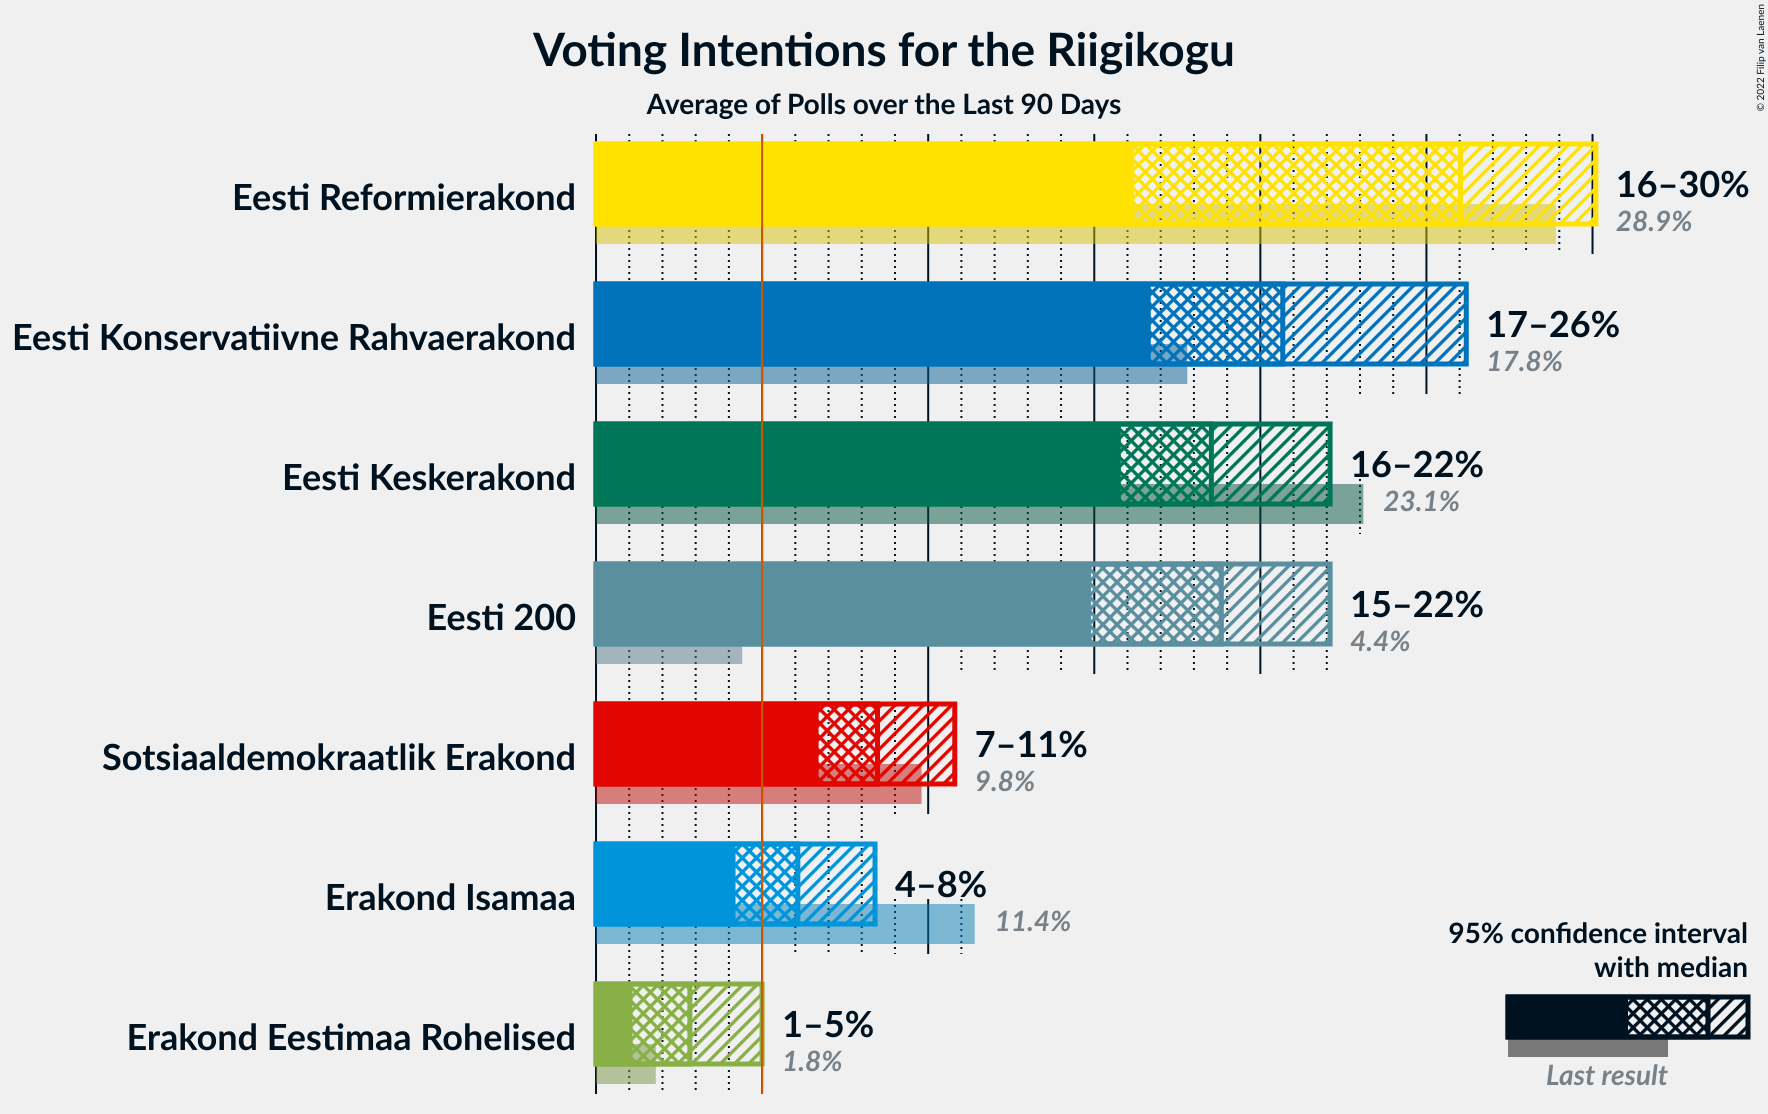 Voting Intentions for the Riigikogu
Average of Polls over the Last 90 Days
© 2022 Filip van Laenen
Eesti Reformierakond
16–30%
28.9%
Eesti Konservatiivne Rahvaerakond
17–26%
17.8%
Eesti Keskerakond
16–22%
23.1%
Eesti 200
15–22%
4.4%
Sotsiaaldemokraatlik Erakond
7–11%
9.8%
Erakond Isamaa
4–8%
11.4%
Erakond Eestimaa Rohelised
1–5%
1.8%
95% confidence interval
with median
Last result